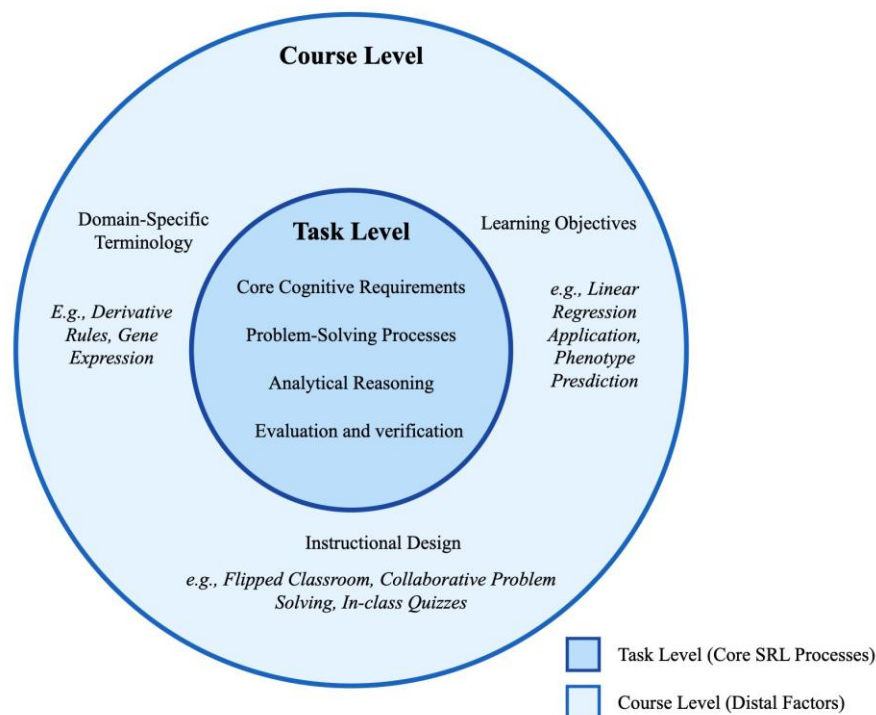 Course Level
Domain-Specific
Terminology
E.g., Derivative
Rules, Gene
Expression
Task Level
Core Cognitive Requirements
Problem-Solving Processes
Analytical Reasoning
Evaluation and verification
Learning Objectives
e.g., Linear
Regression
Application,
Phenotype
Presdiction
Instructional Design
e.g., Flipped Classroom, Collaborative Problem
Solving, In-class Quizzes
Task Level (Core SRL Processes)
Course Level (Distal Factors)